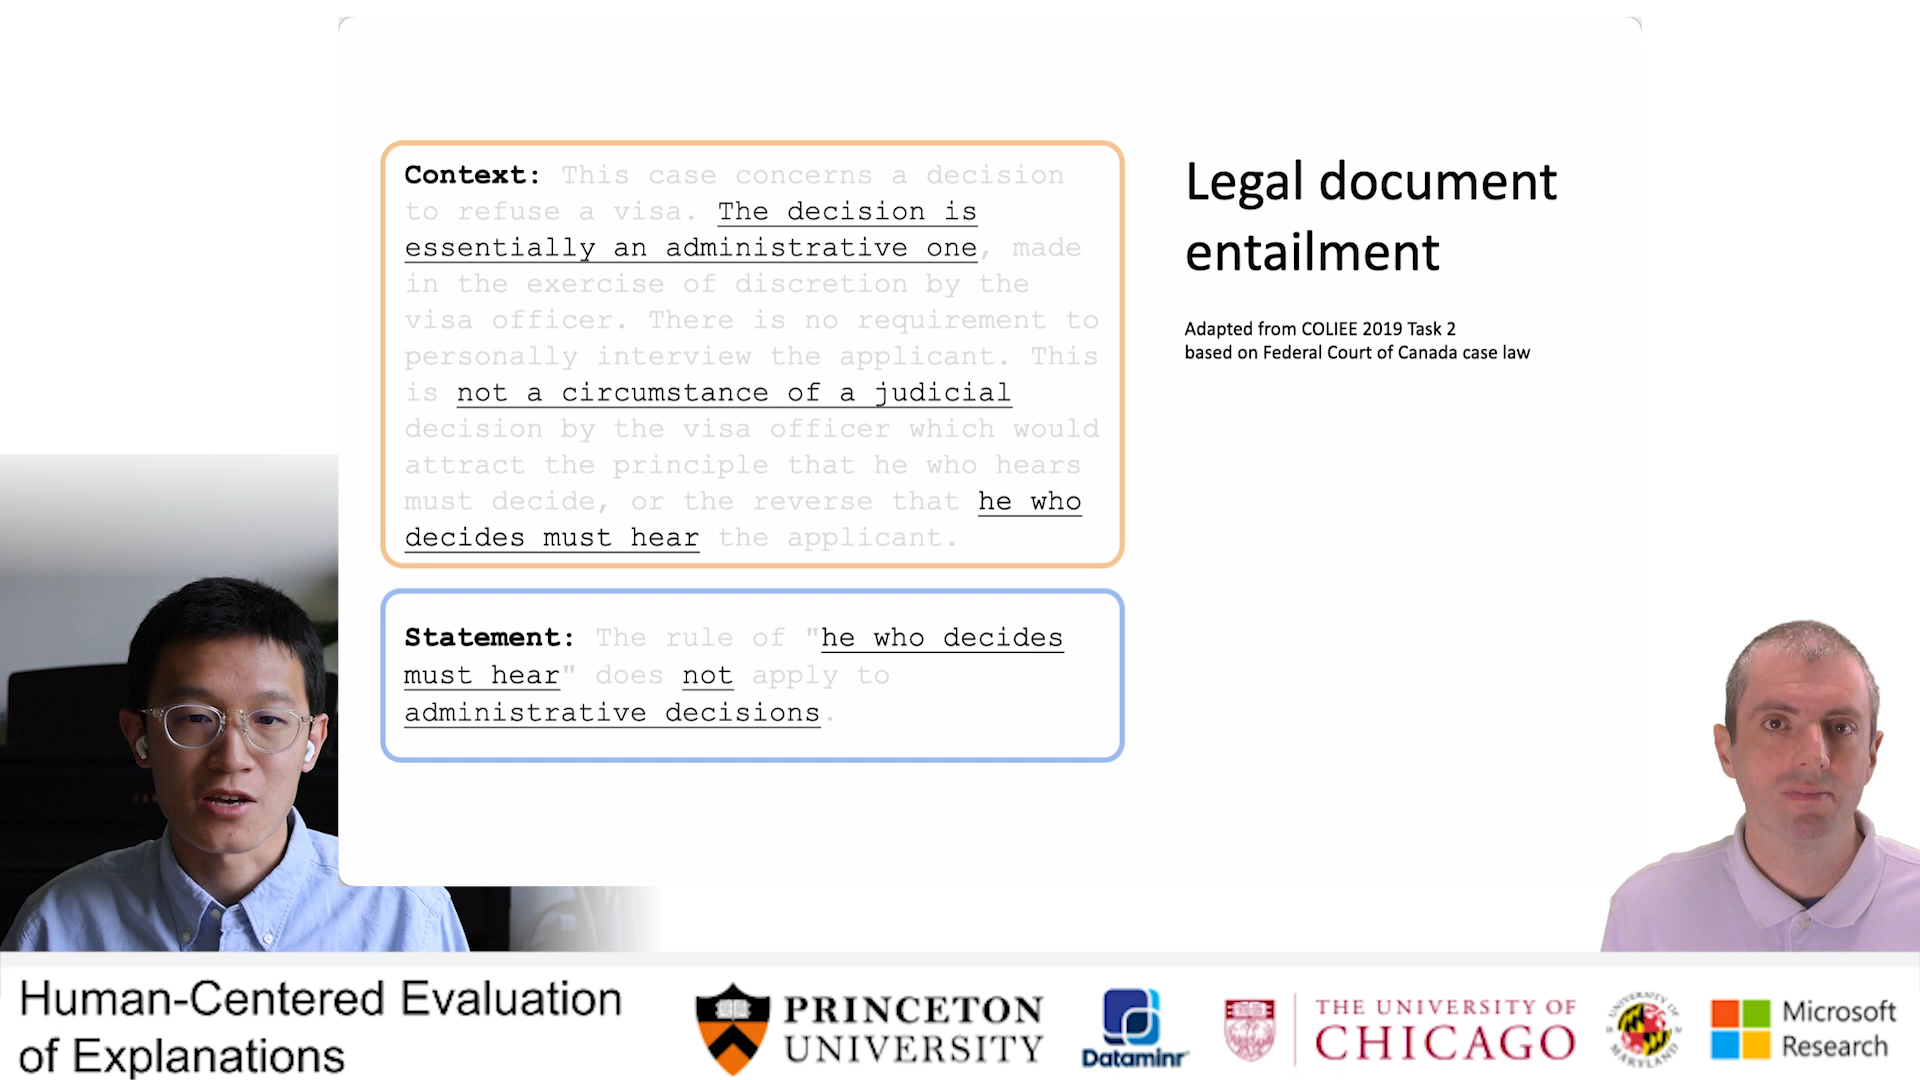 Context: This case concerns a decision
to refuse a visa. The decision is
essentially an administrative one, made
in the exercise of discretion by the
visa officer. There is no requirement to
personally interview the applicant. This
is not a circumstance of a judicial
decision by the visa officer which would
attract the principle that he who hears
must decide, or the reverse that he who
decides must hear the applicant.
Statement: The rule of "he who decides
must hear" does not apply to
administrative decisions.
Legal document
entailment
Adapted from COLIEE 2019 Task 2
based on Federal Court of Canada case law
Human-Centered Evaluation
of Explanations
PRINCETON
UNIVERSITY
Dataminr
THE UNIVERSITY OF
CHICAGO
UNIVERSITY OF
MARYLAND
Microsoft
Research